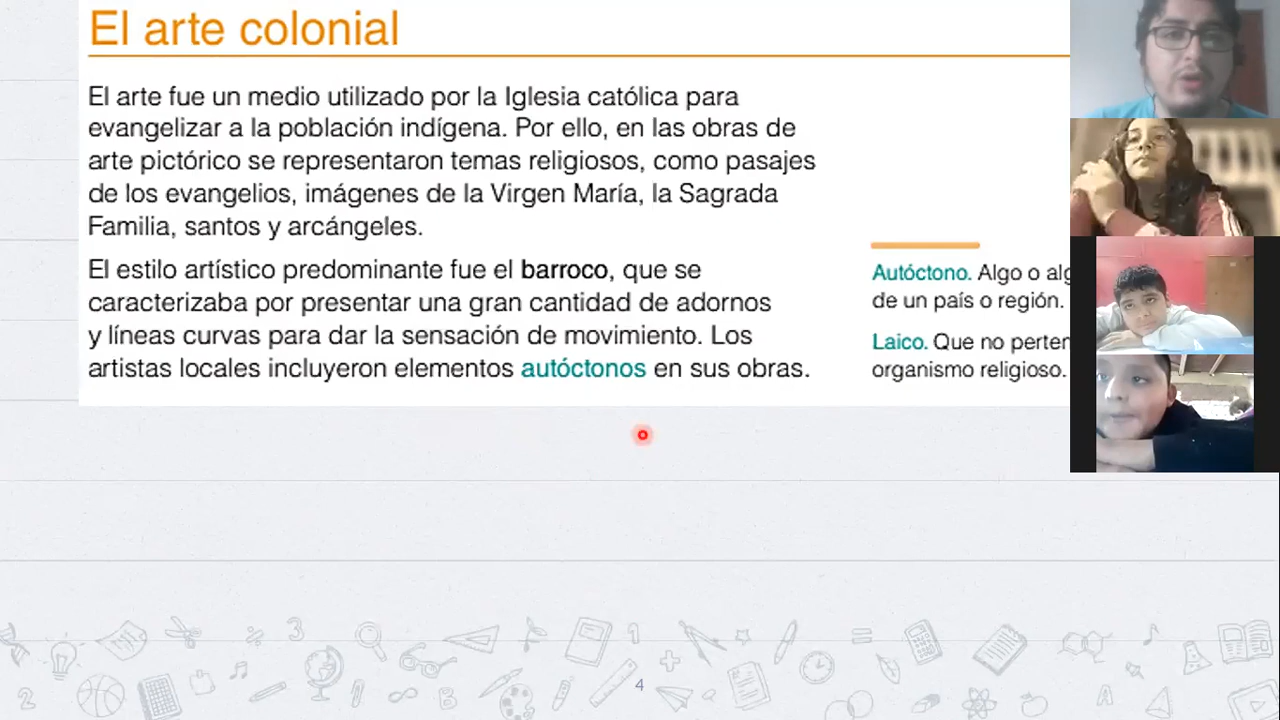 El arte colonial
El arte fue un medio utilizado por la Iglesia católica para
evangelizar a la población indígena. Por ello, en las obras de
arte pictórico se representaron temas religiosos, como pasajes
de los evangelios, imágenes de la Virgen María, la Sagrada
Familia, santos y arcángeles.
El estilo artístico predominante fue el barroco, que se
caracterizaba por presentar una gran cantidad de adornos
y líneas curvas para dar la sensación de movimiento. Los
artistas locales incluyeron elementos autóctonos en sus obras.
Autóctono. Algo o
de un país o región.
Laico. Que no
organismo religioso.
4